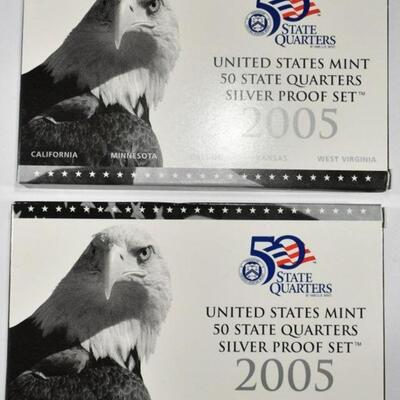 50
STATE
QUARTERS
UNITED STATES MINT
50 STATE QUARTERS
SILVER PROOF SET™
2005
CALIFORNIA MINNESOTA OREGON KANSAS WEST VIRGINIA
50
STATE
QUARTERS
UNITED STATES MINT
50 STATE QUARTERS
SILVER PROOF SET™
2005